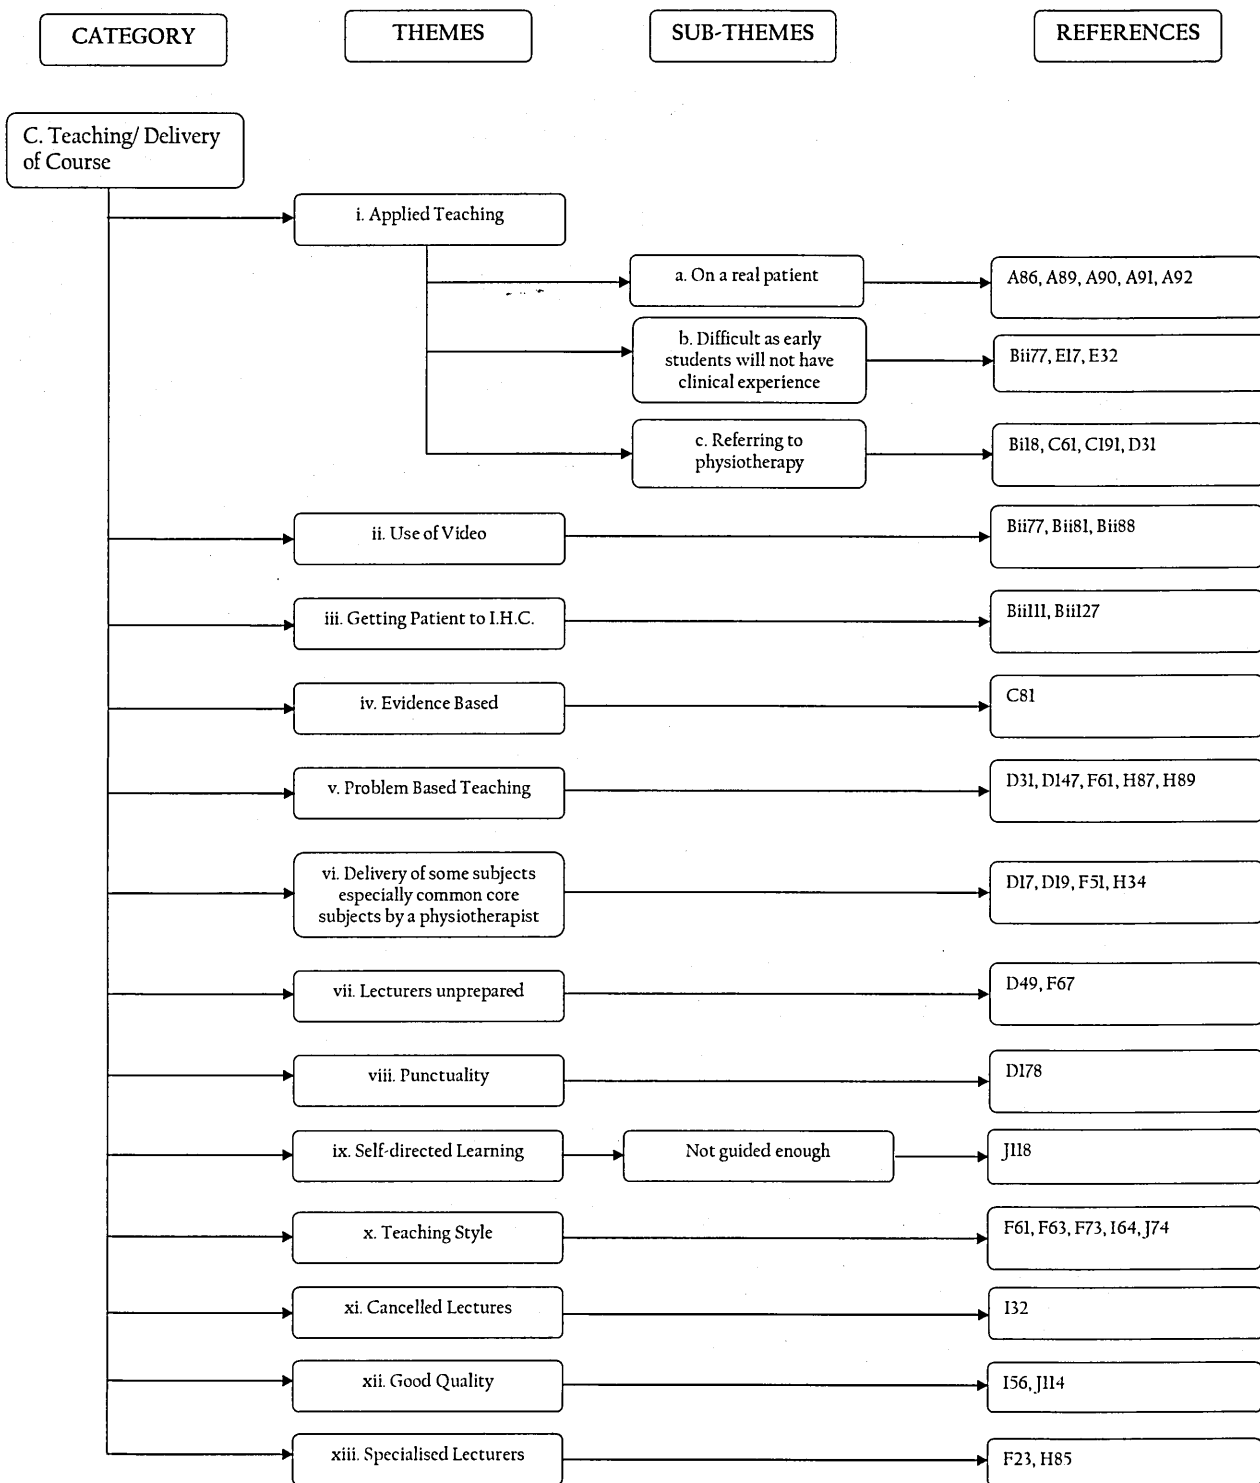 CATEGORY
THEMES
SUB-THEMES
REFERENCES
C. Teaching/ Delivery
of Course
i. Applied Teaching
a. On a real patient
A86, A89, A90, A91, A92
b. Difficult as early
students will not have
clinical experience
Bii77, E17, E32
c. Referring to
physiotherapy
Bi18, C61, C191, D31
ii. Use of Video
Bii77, Bii81, Bii88
iii. Getting Patient to I.H.C.
Bii111, Bii127
iv. Evidence Based
C81
v. Problem Based Teaching
D31, D147, F61, H87, H89
vi. Delivery of some subjects
especially common core
subjects by a physiotherapist
D17, D19, F51, H34
vii. Lecturers unprepared
D49, F67
viii. Punctuality
D178
ix. Self-directed Learning
Not guided enough
J118
x. Teaching Style
F61, F63, F73, I64, J74
xi. Cancelled Lectures
I32
xii. Good Quality
I56, J114
xiii. Specialised Lecturers
F23, H85